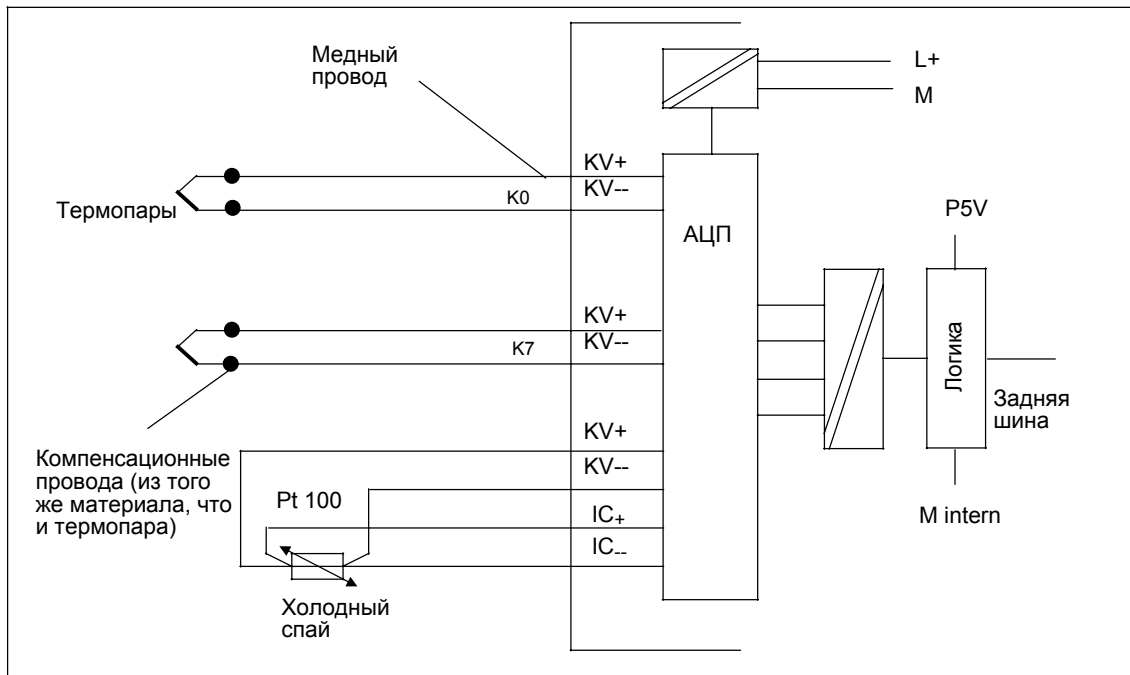 Медный
провод
L+
M
KV+
KV--
K0
Термопары
АЦП
P5V
KV+
KV--
K7
Логика
Задняя
шина
KV+
KV--
Компенсационные
провода (из того
же материала, что
и термопара)
Pt 100
IC+
IC--
M intern
Холодный
спай